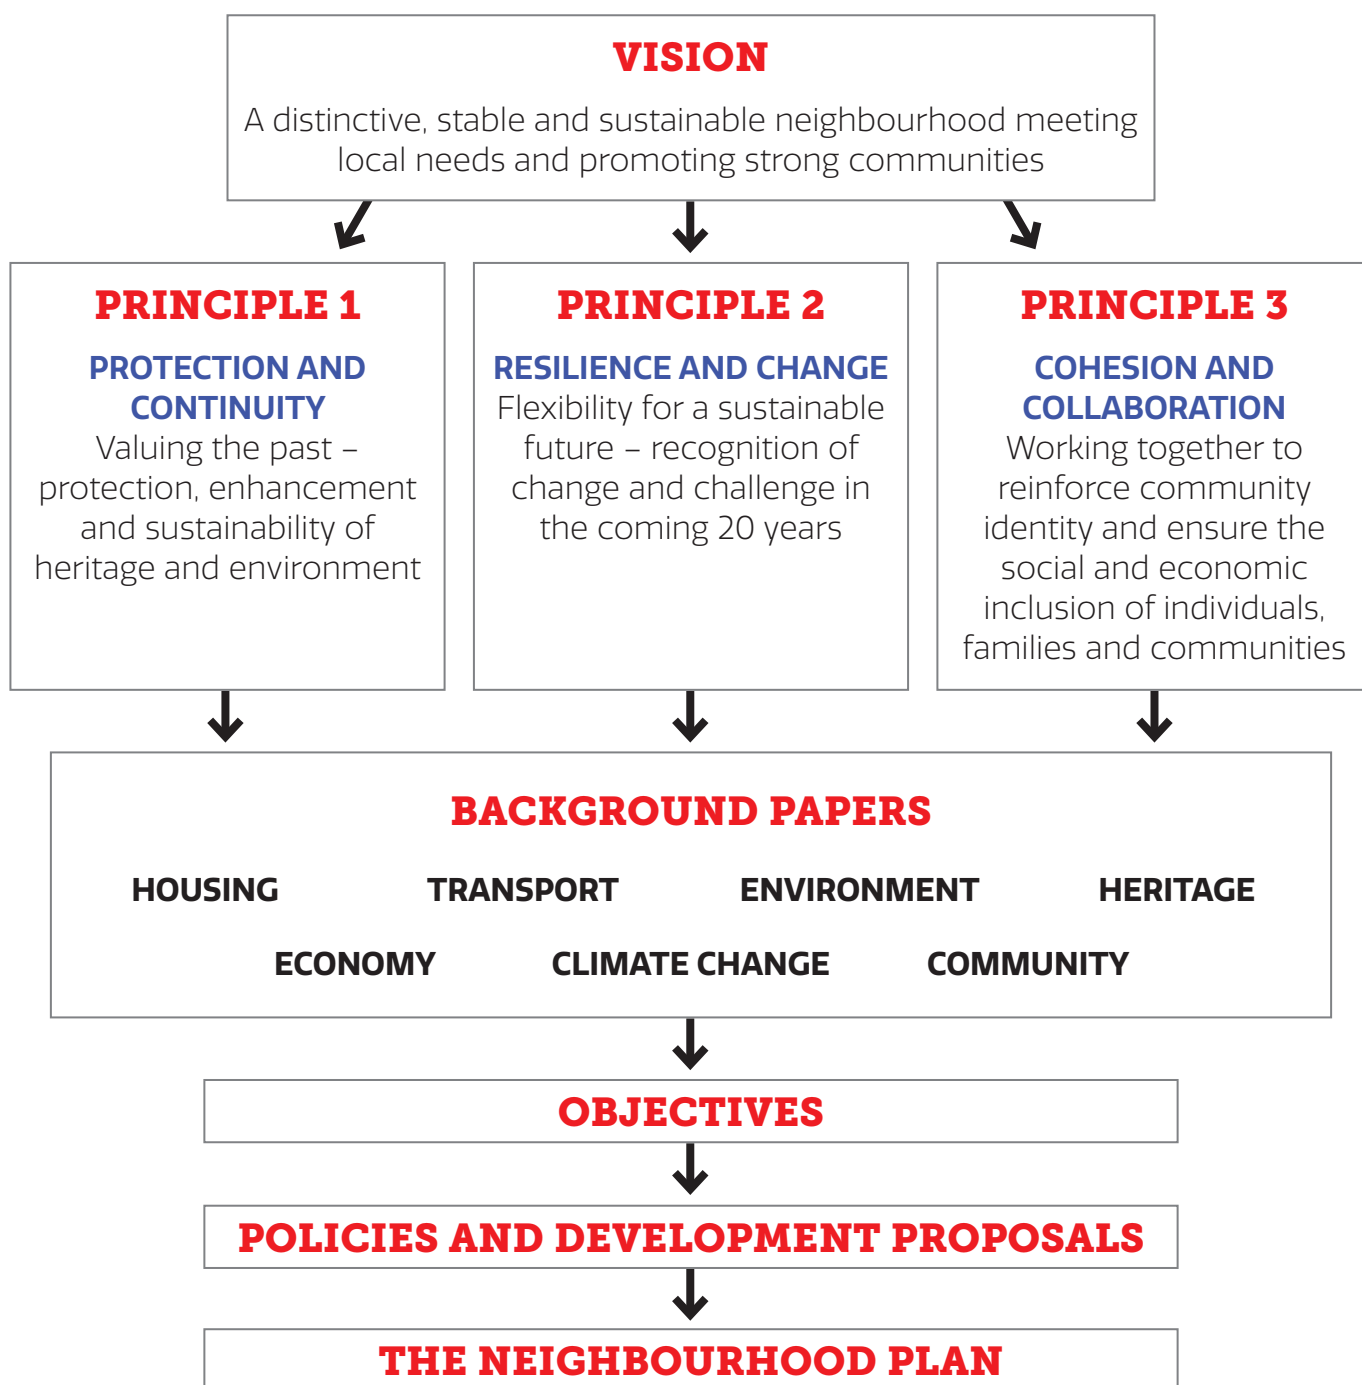 VISION
A distinctive, stable and sustainable neighbourhood meeting
local needs and promoting strong communities
PRINCIPLE 1
PROTECTION AND
CONTINUITY
Valuing the past –
protection, enhancement
and sustainability of
heritage and environment
PRINCIPLE 2
RESILIENCE AND CHANGE
Flexibility for a sustainable
future – recognition of
change and challenge in
the coming 20 years
PRINCIPLE 3
COHESION AND
COLLABORATION
Working together to
reinforce community
identity and ensure the
social and economic
inclusion of individuals,
families and communities
BACKGROUND PAPERS
HOUSING TRANSPORT ENVIRONMENT HERITAGE
ECONOMY CLIMATE CHANGE COMMUNITY
OBJECTIVES
POLICIES AND DEVELOPMENT PROPOSALS
THE NEIGHBOURHOOD PLAN